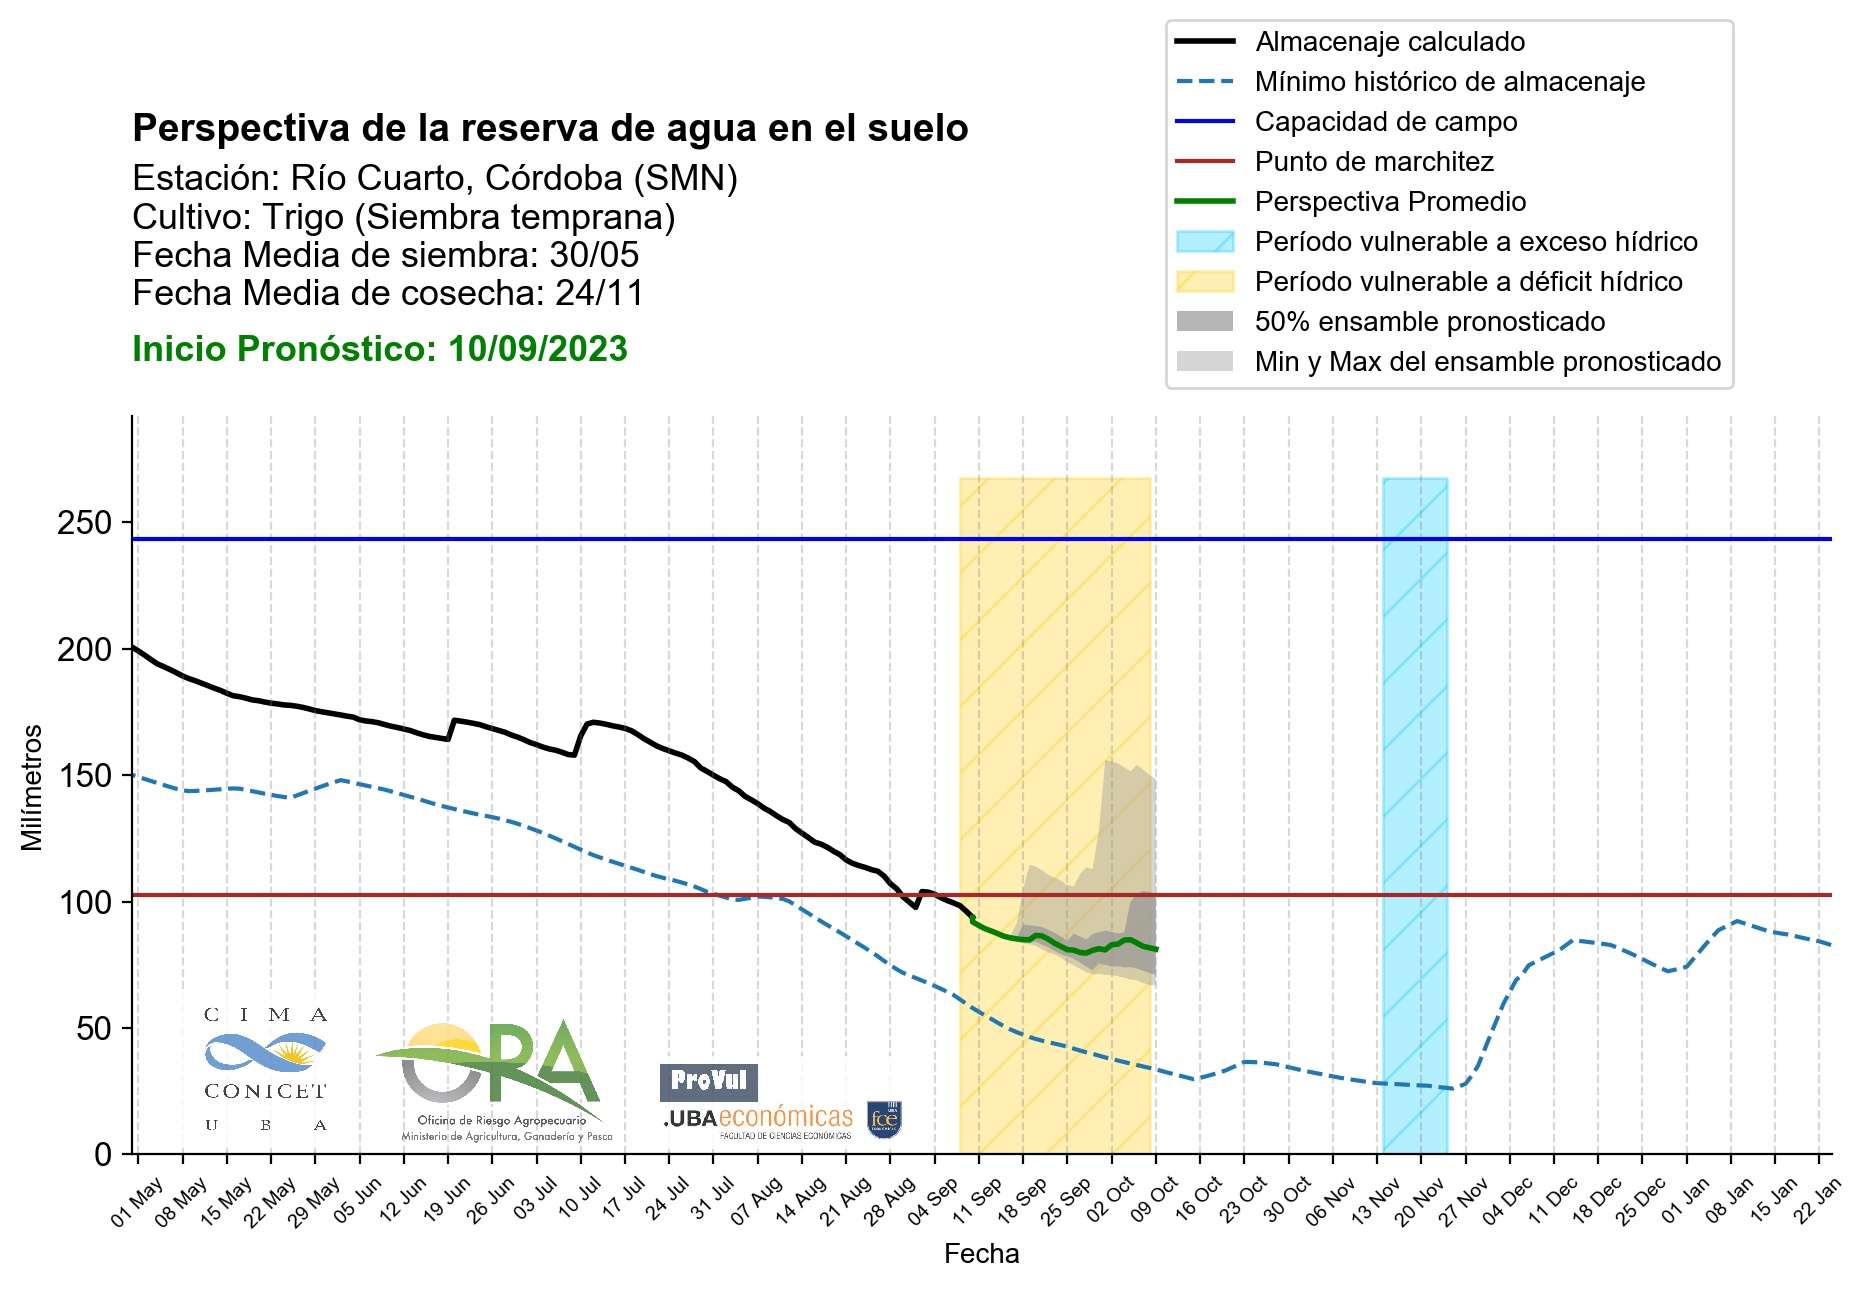 Almacenaje calculado
Mínimo histórico de almacenaje
Capacidad de campo
Punto de marchitez
Perspectiva Promedio
Período vulnerable a exceso hídrico
Período vulnerable a déficit hídrico
50% ensamble pronosticado
Min y Max del ensamble pronosticado
Perspectiva de la reserva de agua en el suelo
Estación: Río Cuarto, Córdoba (SMN)
Cultivo: Trigo (Siembra temprana)
Fecha Media de siembra: 30/05
Fecha Media de cosecha: 24/11
Inicio Pronóstico: 10/09/2023
Milímetros
250
200
150
100
50
0
C I M A
CONICET
U B A
ORA
Oficina de Riesgo Agropecuario
Ministerio de Agricultura, Ganadería y Pesca
ProVul
.UBAeconómicas
FACULTAD DE CIENCIAS ECONÓMICAS
fce
01 May
08 May
15 May
22 May
29 May
05 Jun
12 Jun
19 Jun
26 Jun
03 Jul
10 Jul
17 Jul
24 Jul
31 Jul
07 Aug
14 Aug
21 Aug
28 Aug
04 Sep
11 Sep
18 Sep
25 Sep
02 Oct
09 Oct
16 Oct
23 Oct
30 Oct
06 Nov
13 Nov
20 Nov
27 Nov
04 Dec
11 Dec
18 Dec
25 Dec
01 Jan
08 Jan
15 Jan
22 Jan
Fecha